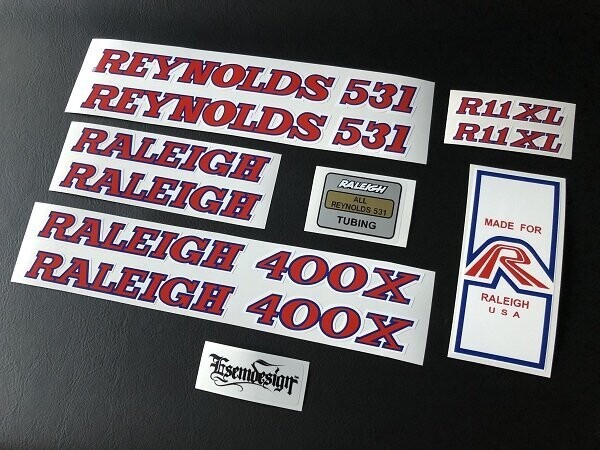 REYNOLDS 531
REYNOLDS 531
R11XL
R11XL
RALEIGH
RALEIGH
RALEIGH
ALL
REYNOLDS 531
TUBING
MADE FOR
R
RALEIGH
USA
RALEIGH 400X
RALEIGH 400X
Esemdesign